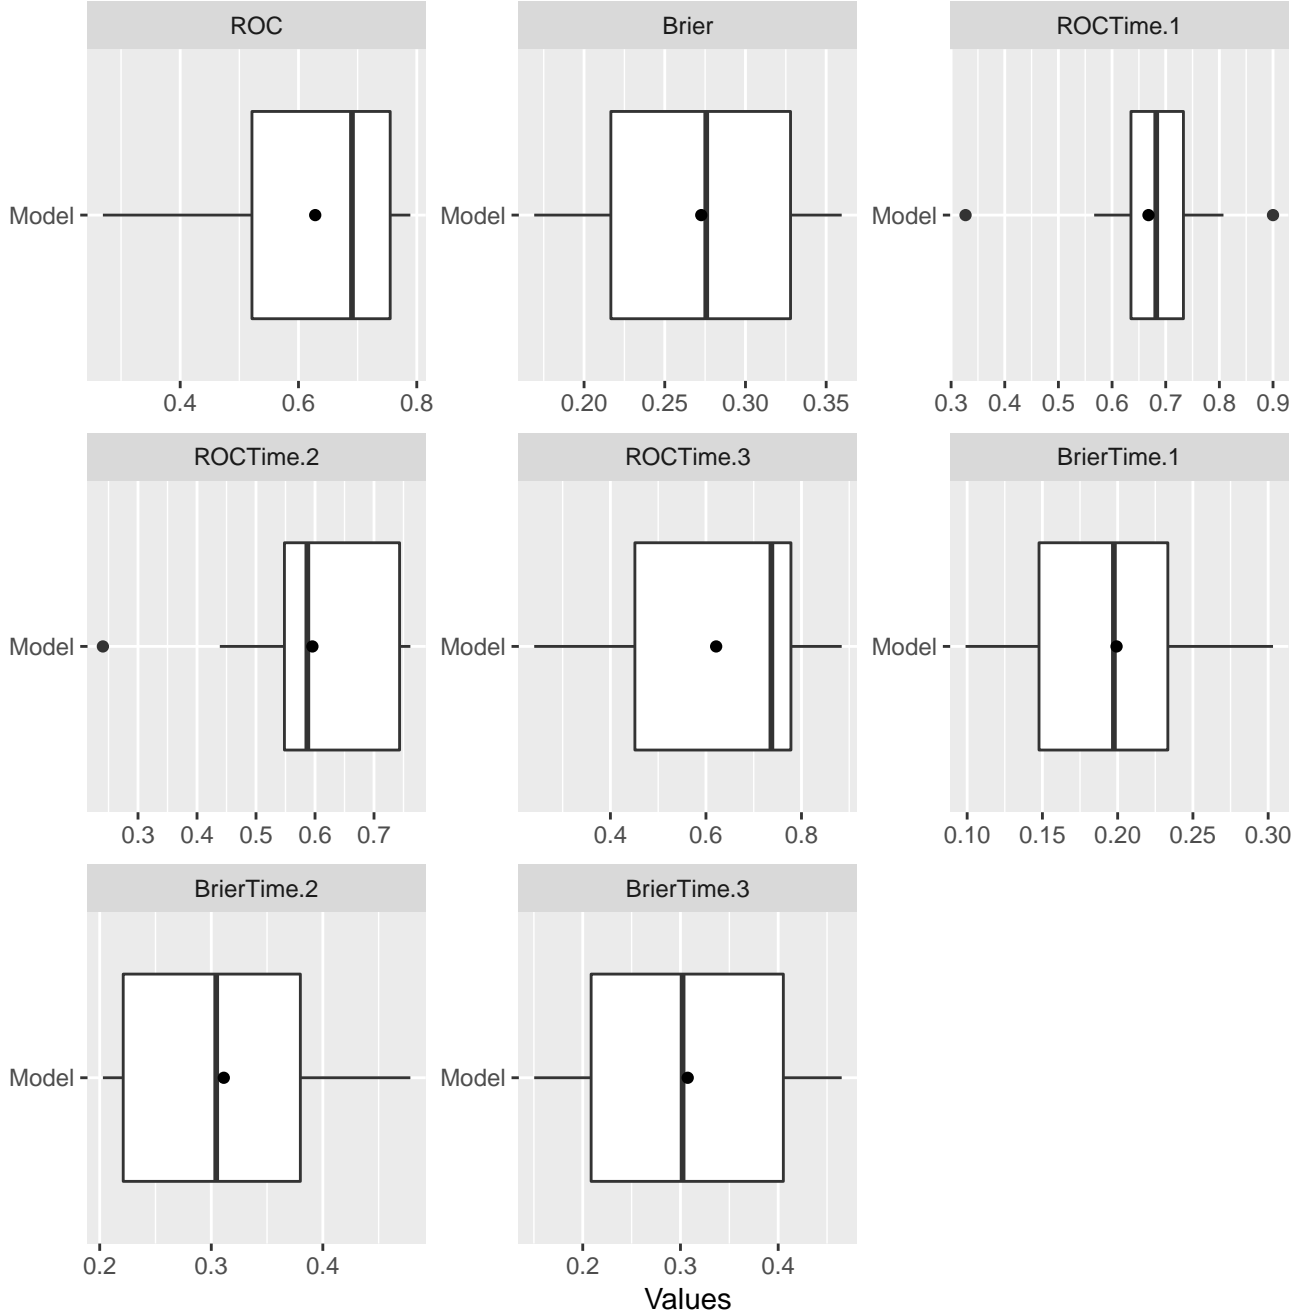 ROC Brier ROCTime.1
Model Model Model
0.4 0.6 0.8 0.20 0.25 0.30 0.35 0.3 0.4 0.5 0.6 0.7 0.8 0.9
ROCTime.2 ROCTime.3 BrierTime.1
Model Model Model
0.3 0.4 0.5 0.6 0.7 0.4 0.6 0.8 0.10 0.15 0.20 0.25 0.30
BrierTime.2 BrierTime.3
Model Model
0.2 0.3 0.4 0.2 0.3 0.4
Values